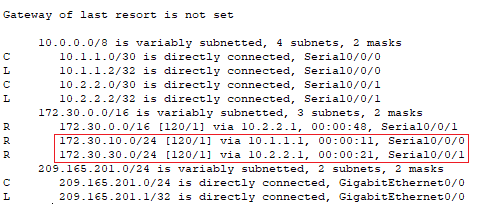 Gateway of last resort is not set
10.0.0.0/8 is variably subnetted, 4 subnets, 2 masks
C 10.1.1.0/30 is directly connected, Serial0/0/0
L 10.1.1.2/32 is directly connected, Serial0/0/0
C 10.2.2.0/30 is directly connected, Serial0/0/1
L 10.2.2.2/32 is directly connected, Serial0/0/1
172.30.0.0/16 is variably subnetted, 3 subnets, 2 masks
R 172.30.0.0/16 [120/1] via 10.2.2.1, 00:00:48, Serial0/0/1
R 172.30.10.0/24 [120/1] via 10.1.1.1, 00:00:11, Serial0/0/0
R 172.30.30.0/24 [120/1] via 10.2.2.1, 00:00:21, Serial0/0/1
209.165.201.0/24 is variably subnetted, 2 subnets, 2 masks
C 209.165.201.0/24 is directly connected, GigabitEthernet0/0
L 209.165.201.1/32 is directly connected, GigabitEthernet0/0